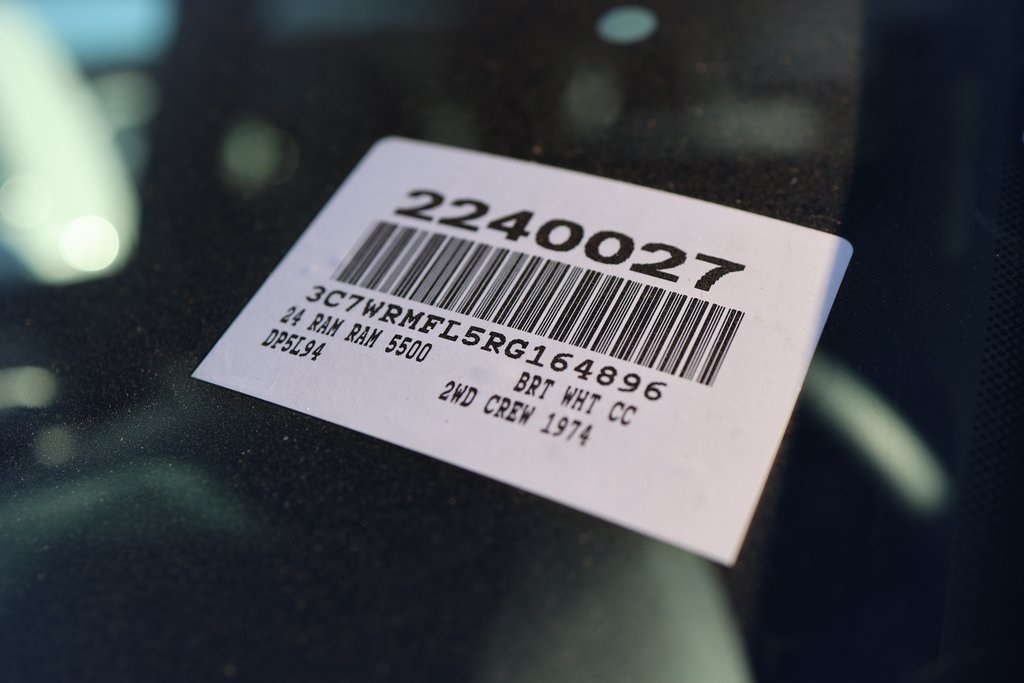 2240027
3C7WRMFL5RG164896
24 RAM RAM 5500 BRT WHT CC
DP5L94 2WD CREW 1974